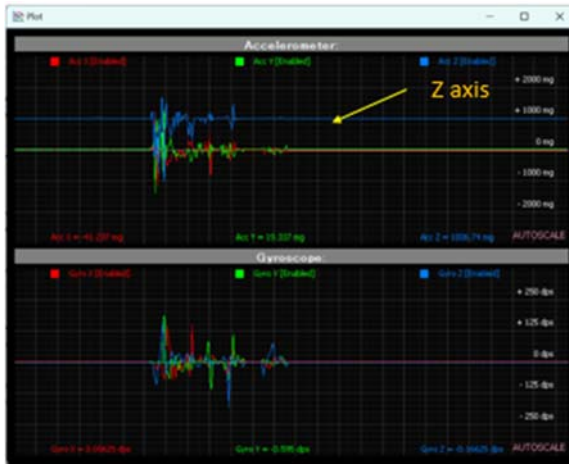 Plot
Accelerometer:
Acc X [Enabled] Acc Y [Enabled] Acc Z [Enabled]
+ 2000 mg
Z axis
+ 1000 mg
0 mg
- 1000 mg
- 2000 mg
Acc Y = 19.337 mg
AUTOSCALE
Gyroscope:
Gyro X [Enabled] Gyro Y [Enabled] Gyro Z [Enabled]
+ 250 dps
+ 125 dps
0 dps
- 125 dps
- 250 dps
AUTOSCALE